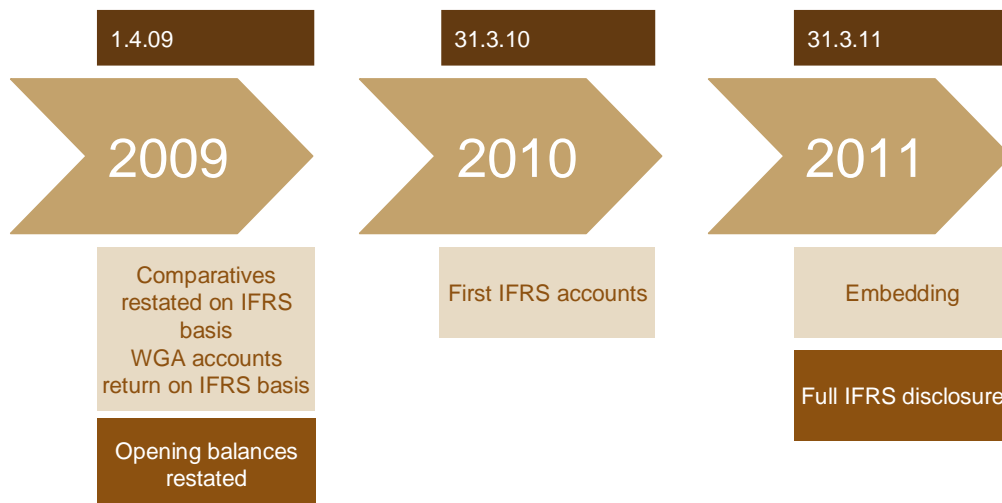 1.4.09
31.3.10
31.3.11
2009
2010
2011
Comparatives
restated on IFRS
basis
WGA accounts
return on IFRS basis
First IFRS accounts
Embedding
Opening balances
restated
Full IFRS disclosure